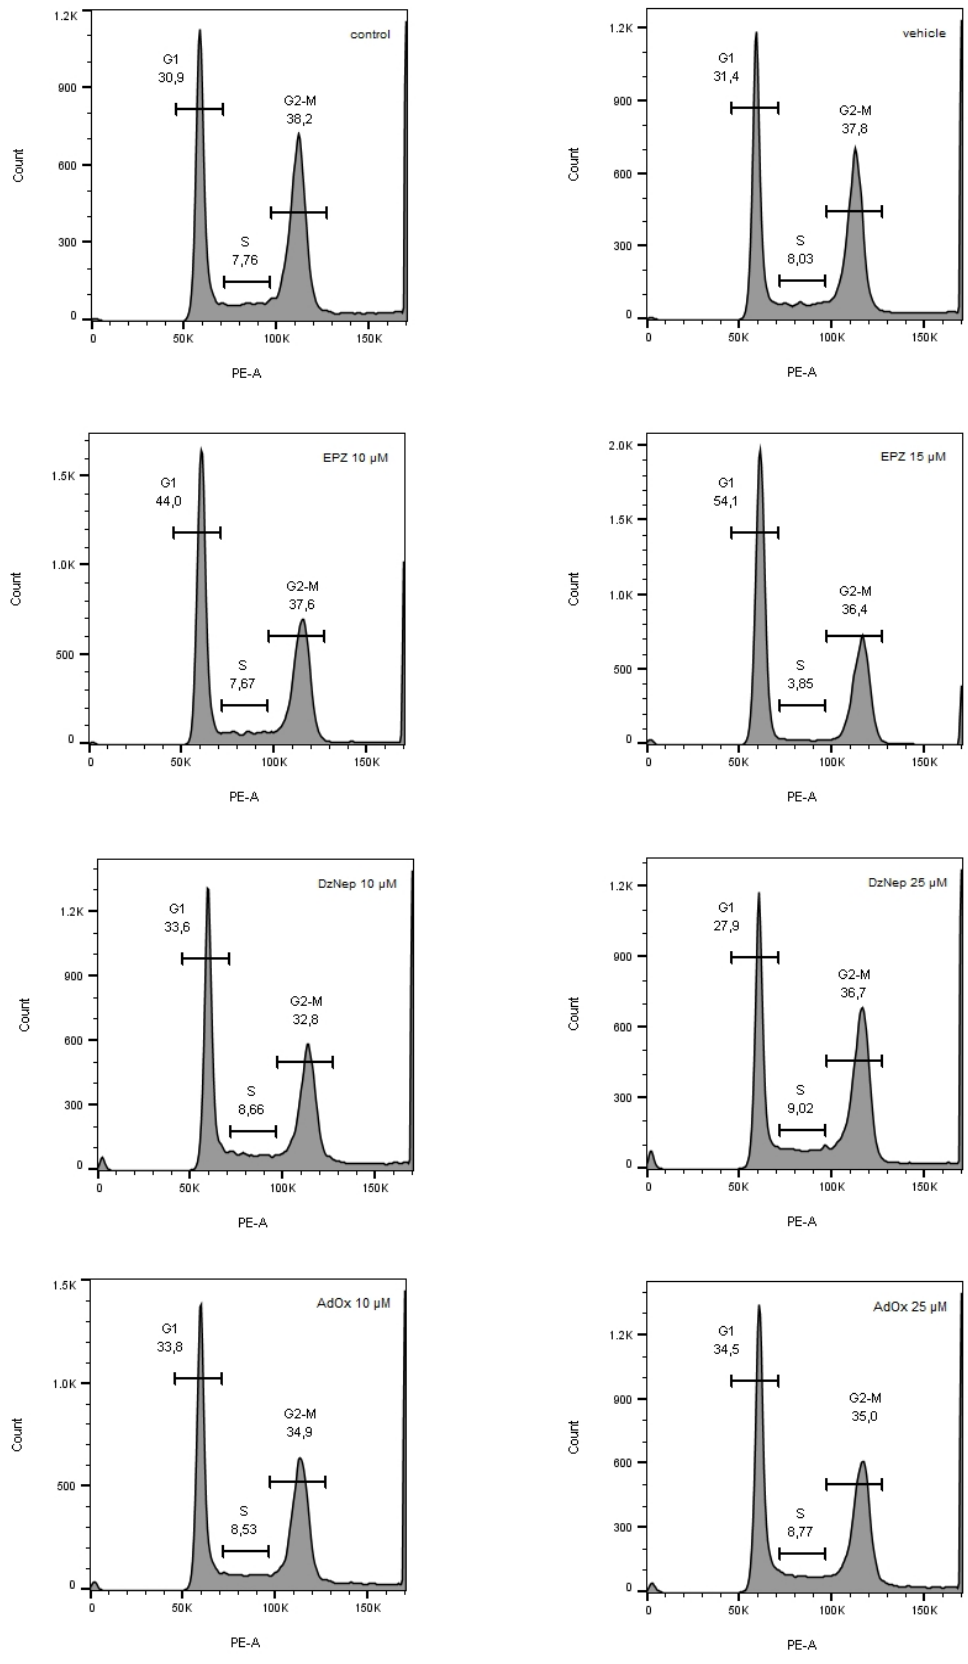 control
G1
30,9
G2-M
38,2
S
7,76
1.2K
900
600
300
0
Count
0 50K 100K 150K
PE-A
vehicle
G1
31,4
G2-M
37,8
S
8,03
1.2K
900
600
300
0
Count
0 50K 100K 150K
PE-A
EPZ 10 µM
G1
44,0
G2-M
37,6
S
7,67
1.5K
1.0K
500
0
Count
0 50K 100K 150K
PE-A
EPZ 15 µM
G1
54,1
G2-M
36,4
S
3,85
2.0K
1.5K
1.0K
500
0
Count
0 50K 100K 150K
PE-A
DzNep 10 µM
G1
33,6
G2-M
32,8
S
8,66
1.2K
900
600
300
0
Count
0 50K 100K 150K
PE-A
DzNep 25 µM
G1
27,9
G2-M
36,7
S
9,02
1.2K
900
600
300
0
Count
0 50K 100K 150K
PE-A
AdOx 10 µM
G1
33,8
G2-M
34,9
S
8,53
1.5K
1.0K
500
0
Count
0 50K 100K 150K
PE-A
AdOx 25 µM
G1
34,5
G2-M
35,0
S
8,77
1.2K
900
600
300
0
Count
0 50K 100K 150K
PE-A